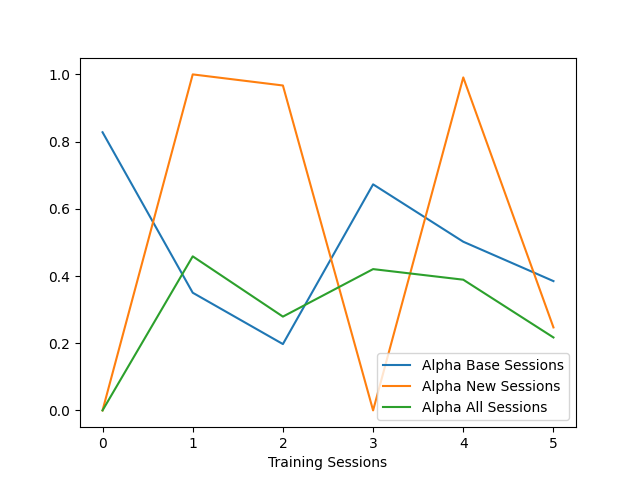 1.0
0.8
0.6
0.4
0.2
0.0
Alpha Base Sessions
Alpha New Sessions
Alpha All Sessions
0 1 2 3 4 5
Training Sessions